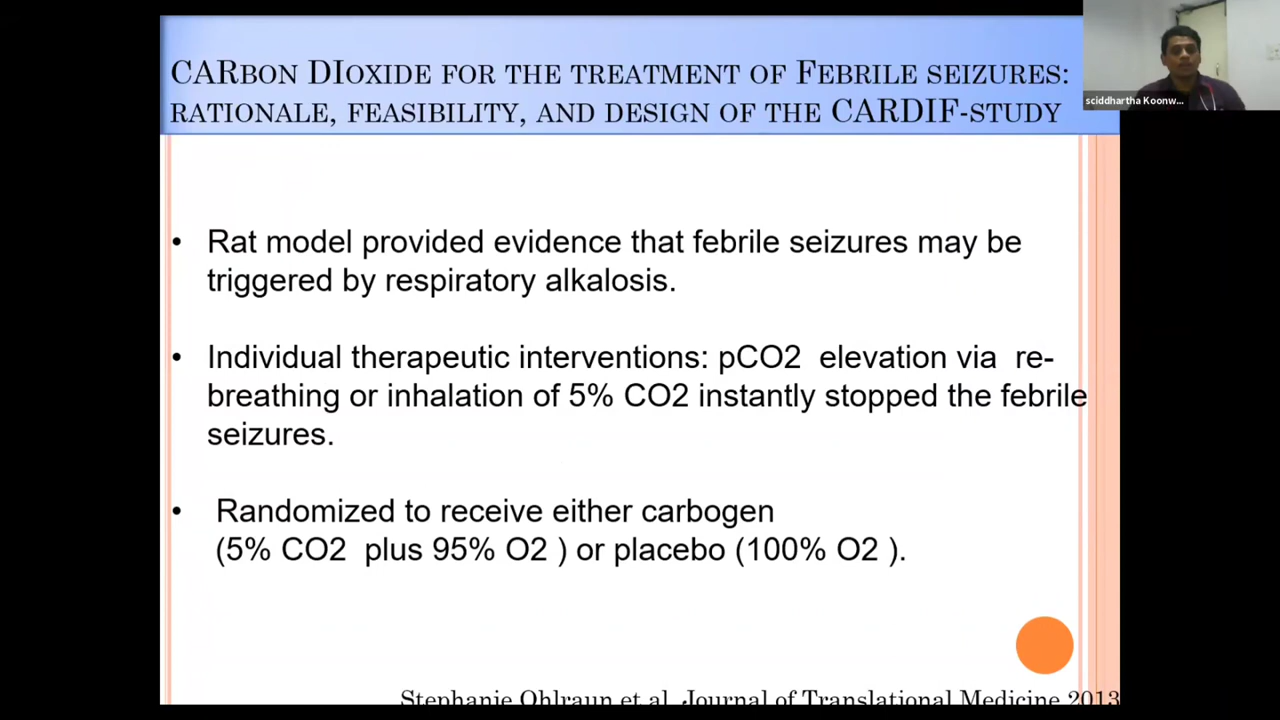 CARBON DIOXIDE FOR THE TREATMENT OF FEBRILE SEIZURES:
RATIONALE, FEASIBILITY, AND DESIGN OF THE CARDIF-STUDY
sciddhartha Koonw...
• Rat model provided evidence that febrile seizures may be
triggered by respiratory alkalosis.
• Individual therapeutic interventions: pCO2 elevation via re-
breathing or inhalation of 5% CO2 instantly stopped the febrile
seizures.
• Randomized to receive either carbogen
(5% CO2 plus 95% O2 ) or placebo (100% O2 ).
Stephanie Ohlraun et al. Journal of Translational Medicine 2013